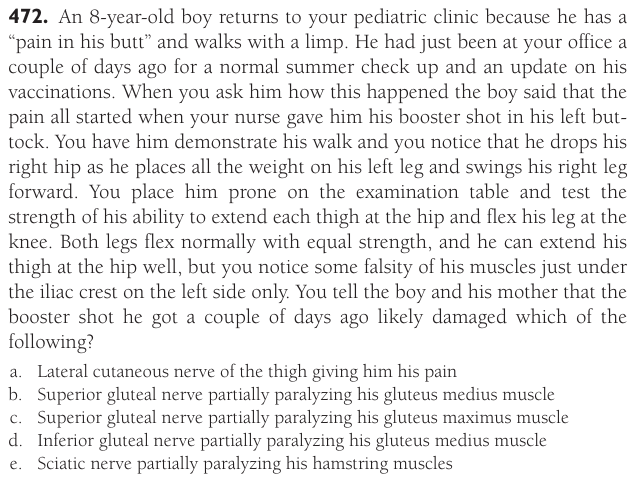 472. An 8-year-old boy returns to your pediatric clinic because he has a
“pain in his butt” and walks with a limp. He had just been at your office a
couple of days ago for a normal summer check up and an update on his
vaccinations. When you ask him how this happened the boy said that the
pain all started when your nurse gave him his booster shot in his left but-
tock. You have him demonstrate his walk and you notice that he drops his
right hip as he places all the weight on his left leg and swings his right leg
forward. You place him prone on the examination table and test the
strength of his ability to extend each thigh at the hip and flex his leg at the
knee. Both legs flex normally with equal strength, and he can extend his
thigh at the hip well, but you notice some falsity of his muscles just under
the iliac crest on the left side only. You tell the boy and his mother that the
booster shot he got a couple of days ago likely damaged which of the
following?
a. Lateral cutaneous nerve of the thigh giving him his pain
b. Superior gluteal nerve partially paralyzing his gluteus medius muscle
c. Superior gluteal nerve partially paralyzing his gluteus maximus muscle
d. Inferior gluteal nerve partially paralyzing his gluteus medius muscle
e. Sciatic nerve partially paralyzing his hamstring muscles